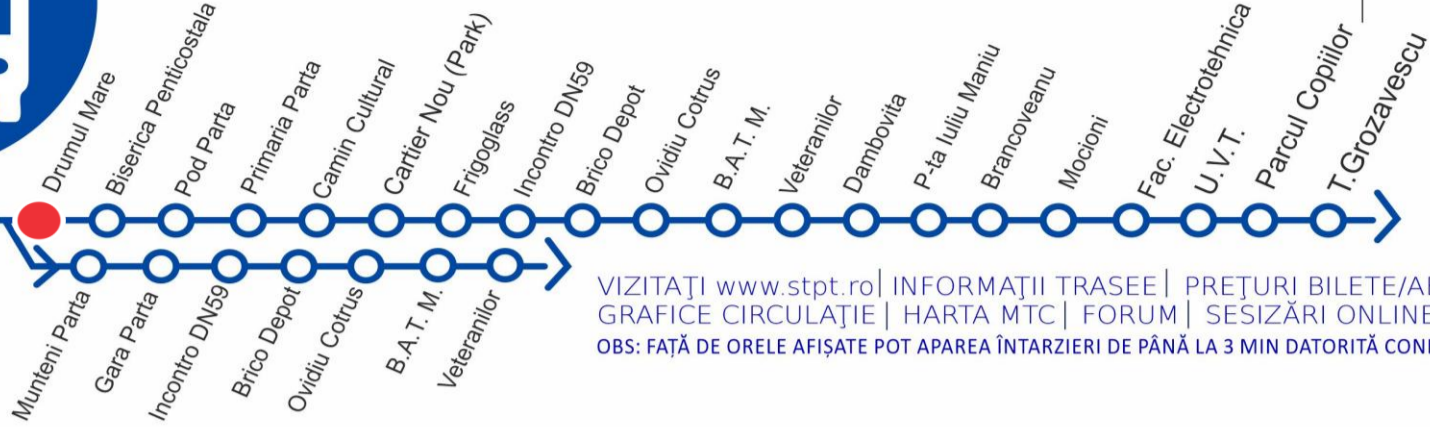 Drumul Mare
Biserica Penticostala
Pod Parta
Primaria Parta
Camin Cultural
Cartier Nou (Park)
Frigoglass
Incontro DN59
Brico Depot
Ovidiu Cotrus
B.A.T. M.
Veteranilor
Dambovita
P-ta Iuliu Maniu
Brancoveanu
Mocioni
Fac. Electrotehnica
U.V.T.
Parcul Copiilor
T.Grozavescu
Munteni Parta
Gara Parta
Incontro DN59
Brico Depot
Ovidiu Cotrus
B.A.T. M.
Veteranilor
VIZITAŢI www.stpt.ro| INFORMAŢII TRASEE| PREŢURI BILETE/
GRAFICE CIRCULAŢIE| HARTA MTC| FORUM| SESIZĂRI ONLINE
OBS: FAȚĂ DE ORELE AFIȘATE POT APAREA ÎNTARZIERI DE PÂNĂ LA 3 MIN DATORITĂ